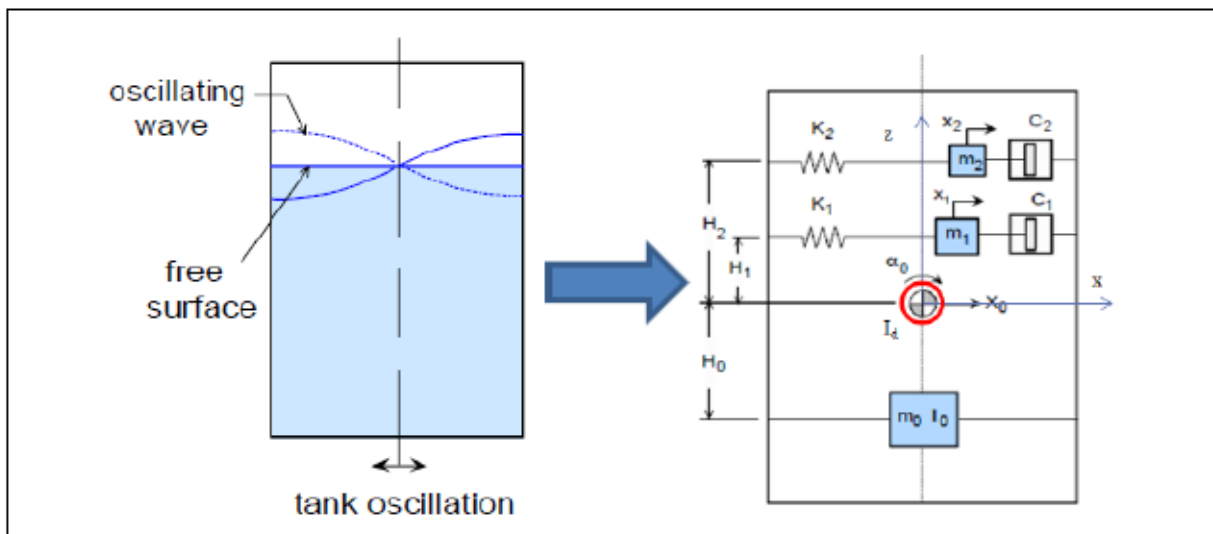 oscillating
wave
free
surface
tank oscillation
K₂
z
x₂
C₂
m₂
K₁
x₁
C₁
m₁
H₂
H₁
α₀
x
X₀
I_d
H₀
m₀ I₀